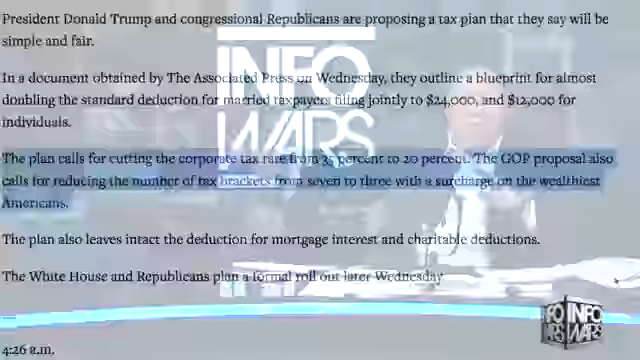 President Donald Trump and congressional Republicans are proposing a tax plan that they say will be
simple and fair.
In a document obtained by The Associated Press on Wednesday, they outline a blueprint for almost
doubling the standard deduction for married taxpayers filing jointly to $24,000, and $12,000 for
individuals.
The plan calls for cutting the corporate tax rate from 35 percent to 20 percent. The GOP proposal also
calls for reducing the number of tax brackets from seven to three with a surcharge on the wealthiest
Americans.
The plan also leaves intact the deduction for mortgage interest and charitable deductions.
The White House and Republicans plan a formal roll out later Wednesday
4:26 a.m.
INFO
WARS
FO INFO
ARS WARS